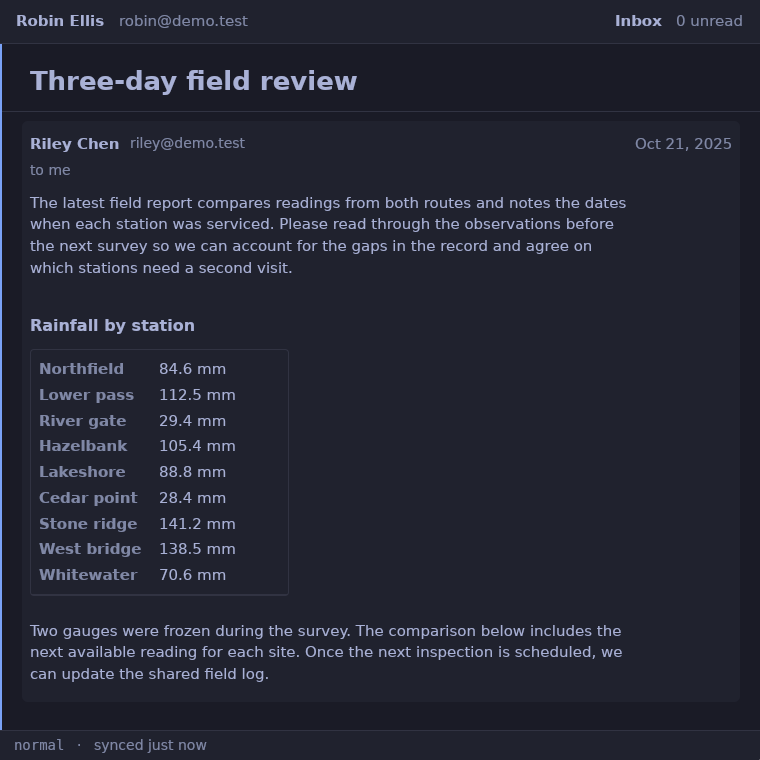 Robin Ellis robin@demo.test Inbox 0 unread
Three-day field review
Riley Chen riley@demo.test Oct 21, 2025
to me
The latest field report compares readings from both routes and notes the dates
when each station was serviced. Please read through the observations before
the next survey so we can account for the gaps in the record and agree on
which stations need a second visit.
Rainfall by station
Northfield 84.6 mm
Lower pass 112.5 mm
River gate 29.4 mm
Hazelbank 105.4 mm
Lakeshore 88.8 mm
Cedar point 28.4 mm
Stone ridge 141.2 mm
West bridge 138.5 mm
Whitewater 70.6 mm
Two gauges were frozen during the survey. The comparison below includes the
next available reading for each site. Once the next inspection is scheduled, we
can update the shared field log.
normal · synced just now